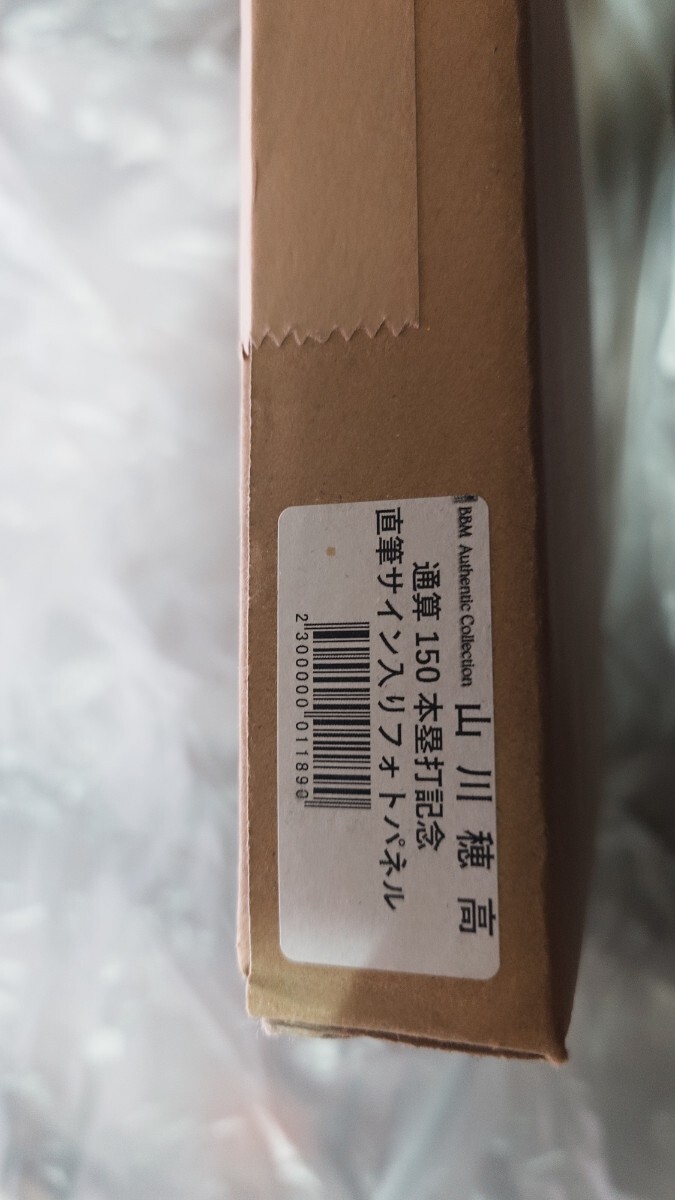 BBM Authentic Collection 山川穂高
通算150本塁打記念
直筆サイン入りフォトパネル
2300000011890